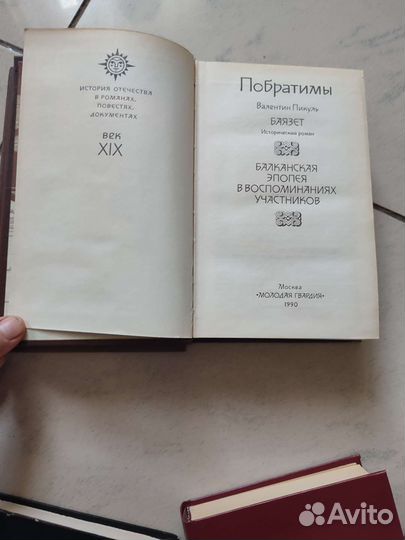 ИСТОРИЯ ОТЕЧЕСТВА
В РОМАНАХ,
ПОВЕСТЯХ,
ДОКУМЕНТАХ
ВЕК
XIX
Побратимы
Валентин Пикуль
БАЯЗЕТ
Исторический роман
БАЛКАНСКАЯ
ЭПОПЕЯ
В ВОСПОМИНАНИЯХ
УЧАСТНИКОВ
Москва
«МОЛОДАЯ ГВАРДИЯ»
1990
Avito